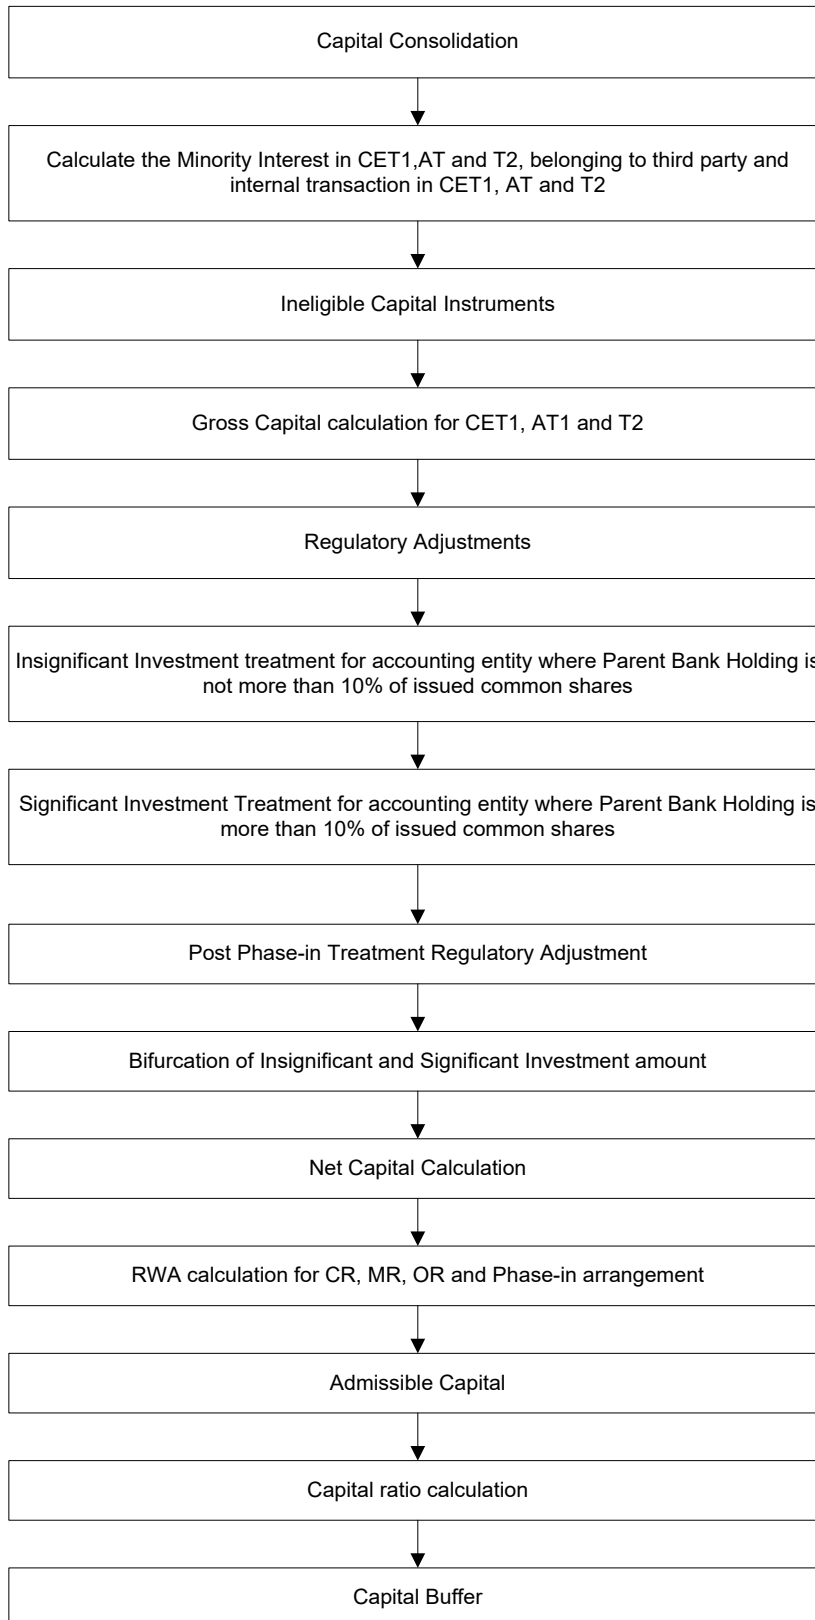 Capital Consolidation
Calculate the Minority Interest in CET1,AT and T2, belonging to third party and
internal transaction in CET1, AT and T2
Ineligible Capital Instruments
Gross Capital calculation for CET1, AT1 and T2
Regulatory Adjustments
Insignificant Investment treatment for accounting entity where Parent Bank Holding is
not more than 10% of issued common shares
Significant Investment Treatment for accounting entity where Parent Bank Holding is
more than 10% of issued common shares
Post Phase-in Treatment Regulatory Adjustment
Bifurcation of Insignificant and Significant Investment amount
Net Capital Calculation
RWA calculation for CR, MR, OR and Phase-in arrangement
Admissible Capital
Capital ratio calculation
Capital Buffer